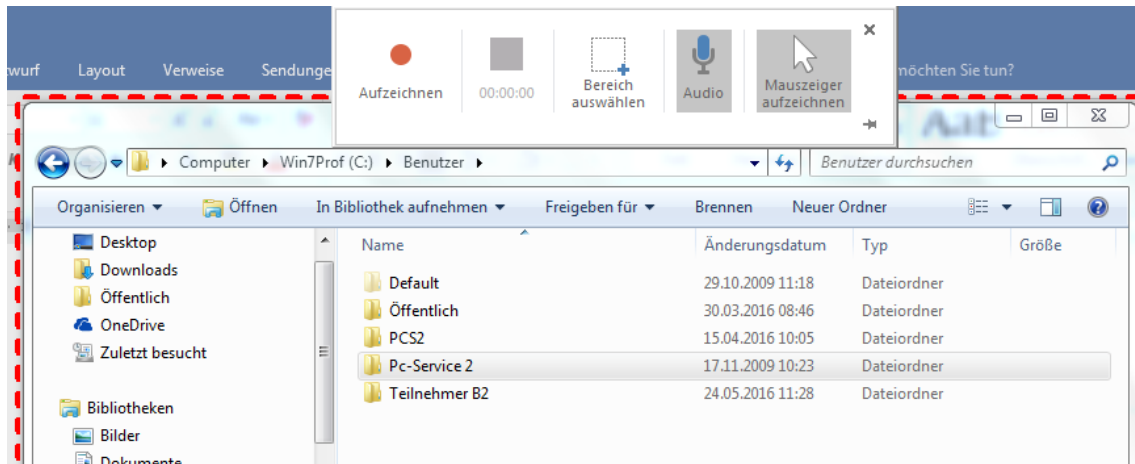 Layout Verweise Sendunge möchten Sie tun?
Aufzeichnen
00:00:00
Bereich
auswählen
Audio
Mauszeiger
aufzeichnen
Computer Win7Prof (C:) Benutzer
Benutzer durchsuchen
Organisieren Öffnen In Bibliothek aufnehmen Freigeben für Brennen Neuer Ordner
Desktop
Downloads
Öffentlich
OneDrive
Zuletzt besucht
Bibliotheken
Bilder
Dokumente
Name Änderungsdatum Typ Größe
Default 29.10.2009 11:18 Dateiordner
Öffentlich 30.03.2016 08:46 Dateiordner
PCS2 15.04.2016 10:05 Dateiordner
Pc-Service 2 17.11.2009 10:23 Dateiordner
Teilnehmer B2 24.05.2016 11:28 Dateiordner